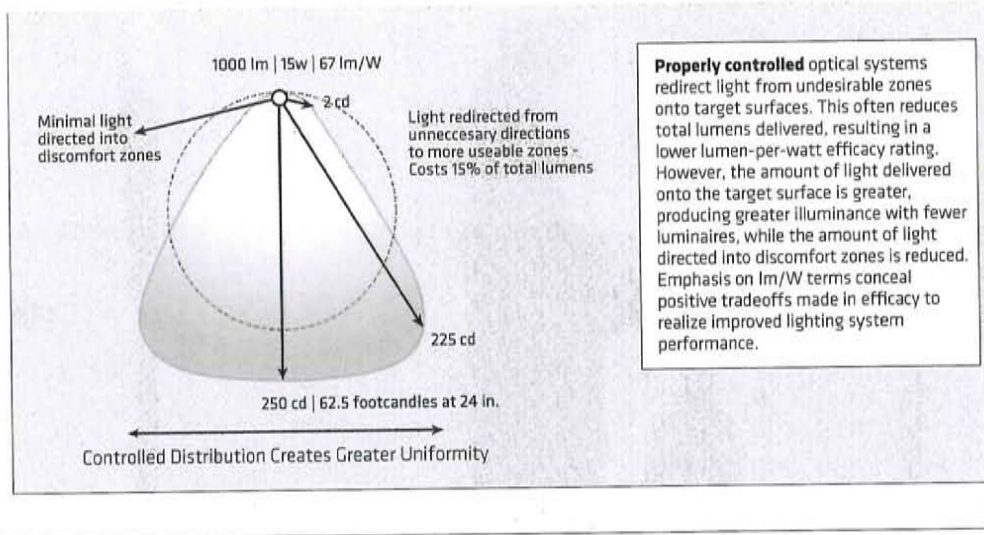 1000 lm | 15w | 67 lm/W
Minimal light
directed into
discomfort zones
2 cd
Light redirected from
unneccesary directions
to more useable zones -
Costs 15% of total lumens
225 cd
250 cd | 62.5 footcandles at 24 in.
Controlled Distribution Creates Greater Uniformity
Properly controlled optical systems
redirect light from undesirable zones
onto target surfaces. This often reduces
total lumens delivered, resulting in a
lower lumen-per-watt efficacy rating.
However, the amount of light delivered
onto the target surface is greater,
producing greater illuminance with fewer
luminaires, while the amount of light
directed into discomfort zones is reduced.
Emphasis on lm/W terms conceal
positive tradeoffs made in efficacy to
realize improved lighting system
performance.